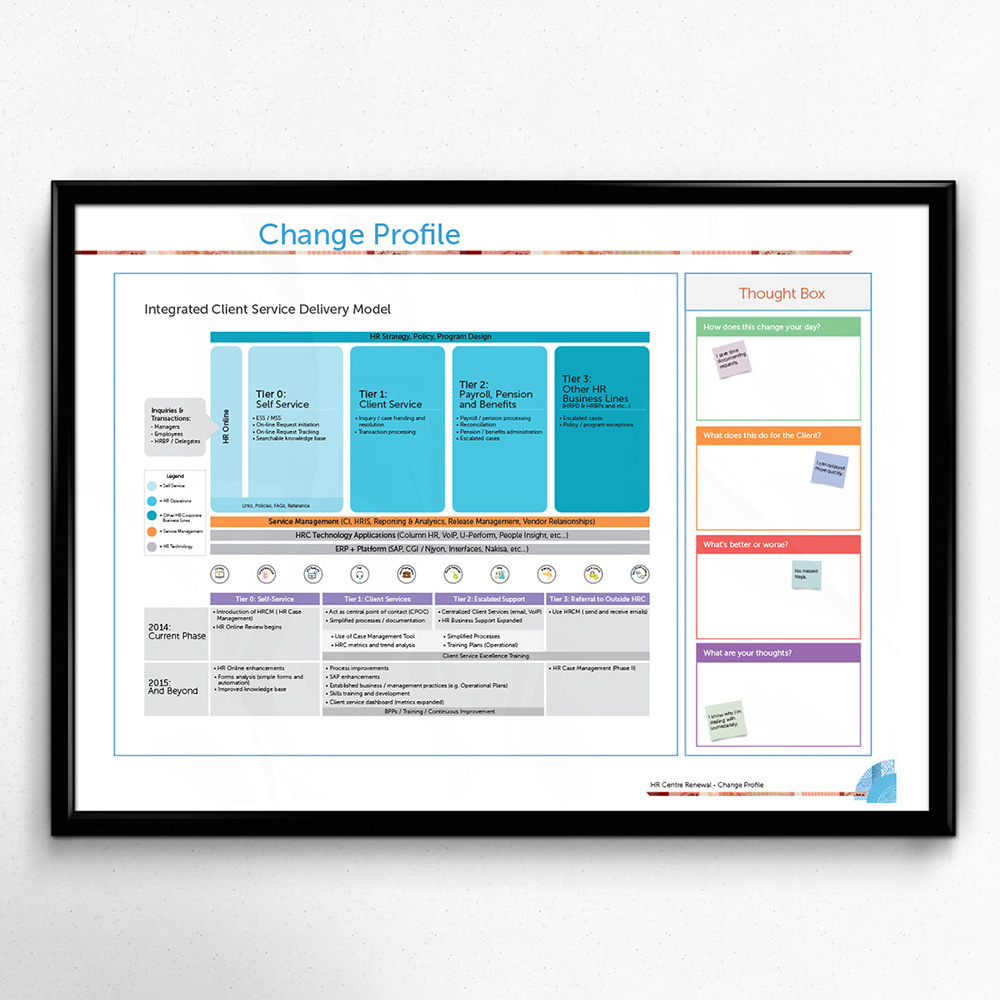 Change Profile
Integrated Client Service Delivery Model
HR Strategy, Policy, Program Design
Inquiries &
Transactions:
- Managers
- Employees
- HRBP / Delegates
HR Online
Tier 0:
Self Service
• ESS / MSS
• On-line Request initiation
• On-line Request Tracking
• Searchable knowledge base
Links, Policies, FAQs, Reference
Tier 1:
Client Service
• Inquiry / case handing and
resolution
• Transaction processing
Tier 2:
Payroll, Pension
and Benefits
• Payroll / pension processing
• Reconciliation
• Pension / benefits administration
• Escalated cases
Tier 3:
Other HR
Business Lines
(HRPD & HRBPs and etc...)
• Escalated cases
• Policy / program exceptions
Legend
= Self Service
= HR Operations
= Other HR Corporate
Business Lines
= Service Management
= HR Technology
Service Management (CI, HRIS, Reporting & Analytics, Release Management, Vendor Relationships)
HRC Technology Applications (Column HR, VoIP, U-Perform, People Insight, etc...)
ERP + Platform (SAP, CGI / Njyon, Interfaces, Nakisa, etc...)
Tier 0: Self-Service
Tier 1: Client Services
Tier 2: Escalated Support
Tier 3: Referral to Outside HRC
2014:
Current Phase
• Introduction of HRCM ( HR Case
Management)
• HR Online Review begins
• Act as central point of contact (CPOC)
• Simplified processes / documentation
• Use of Case Management Tool
• HRC metrics and trend analysis
• Centralized Client Services (email, VoIP)
• HR Business Support Expanded
• Simplified Processes
• Training Plans (Operational)
Client Service Excellence Training
• Use HRCM ( send and receive emails)
2015:
And Beyond
• HR Online enhancements
• Forms analysis (simple forms and
automation)
• Improved knowledge base
• Process improvements
• SAP enhancements
• Established business / management practices (e.g. Operational Plans)
• Skills training and development
• Client service dashboard (metrics expanded)
BPPs / Training / Continuous Improvement
• HR Case Management (Phase II)
Thought Box
How does this change your day?
I save time
documenting
requests.
What does this do for the Client?
I can respond
more quickly.
What's better or worse?
No missed
steps.
What are your thoughts?
I know who I'm
dealing with
immediately.
HR Centre Renewal - Change Profile